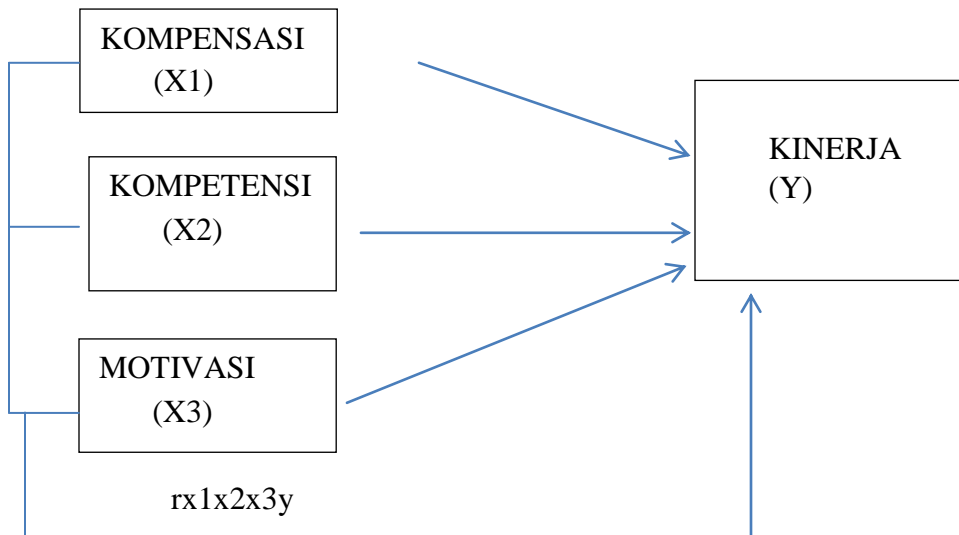 KOMPENSASI
(X1)
KOMPETENSI
(X2)
MOTIVASI
(X3)
rx1x2x3y
KINERJA
(Y)